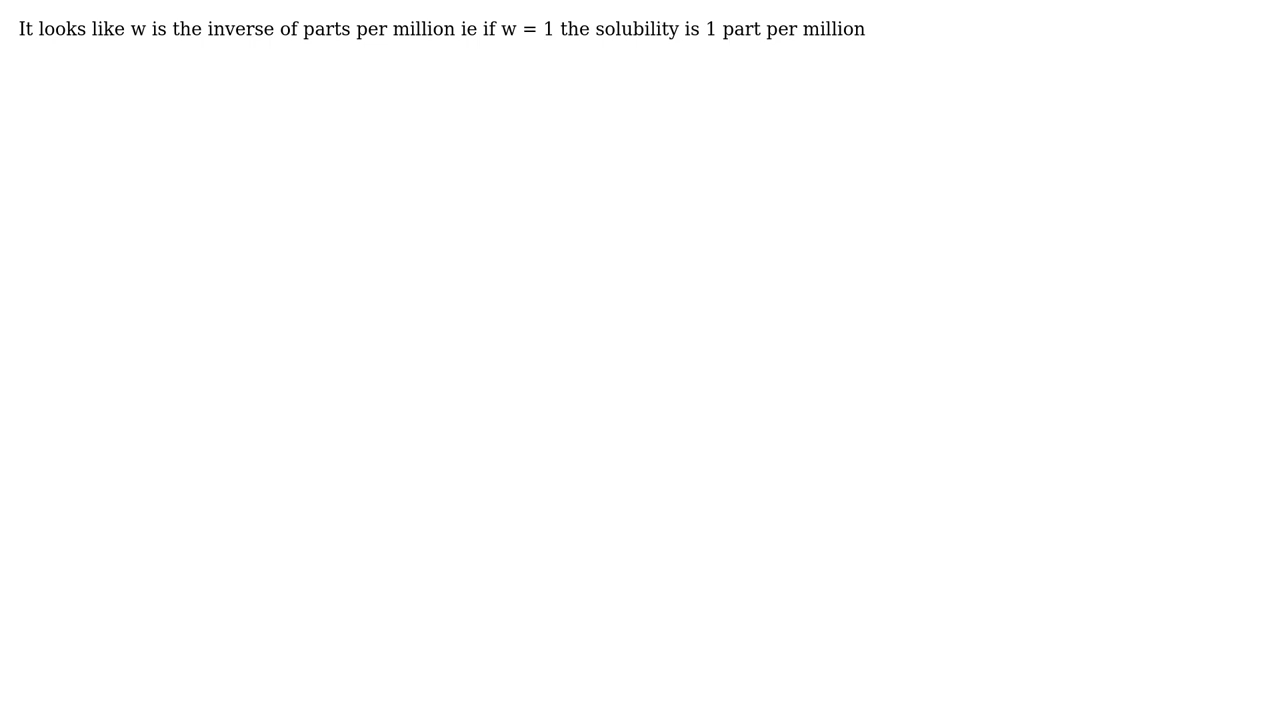 It looks like w is the inverse of parts per million ie if w = 1 the solubility is 1 part per million